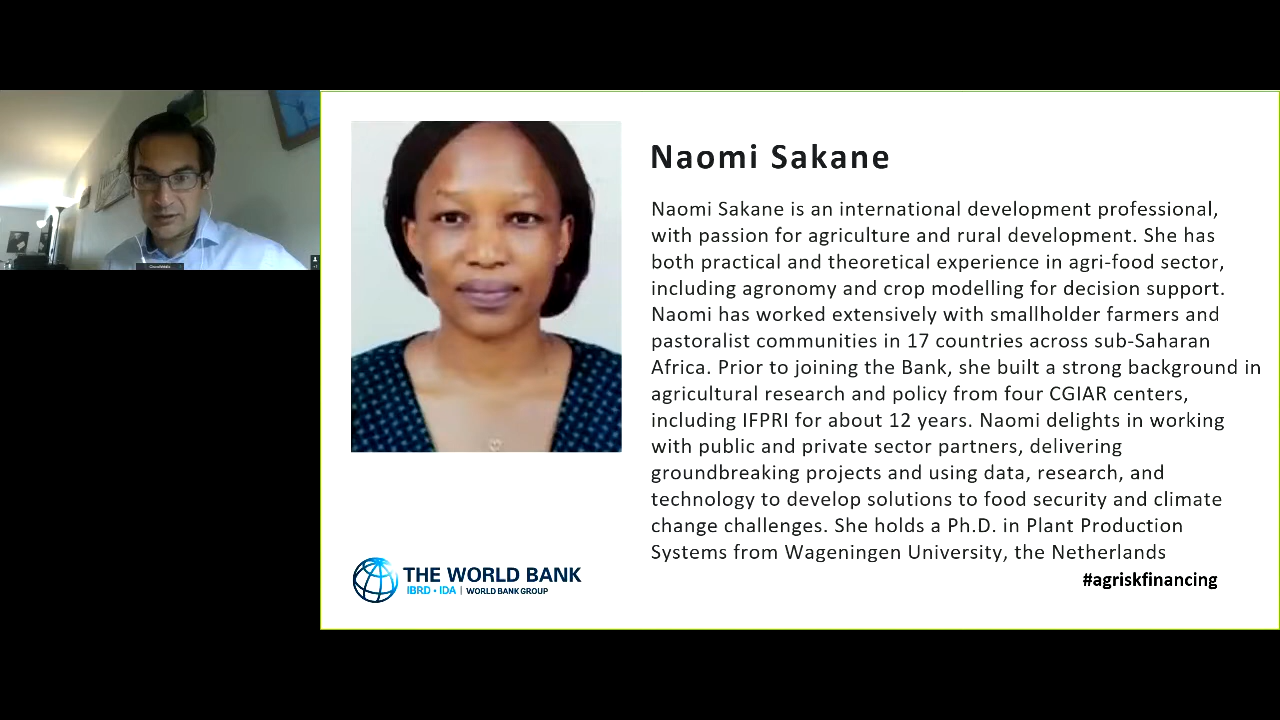 Naomi Sakane
Naomi Sakane is an international development professional,
with passion for agriculture and rural development. She has
both practical and theoretical experience in agri-food sector,
including agronomy and crop modelling for decision support.
Naomi has worked extensively with smallholder farmers and
pastoralist communities in 17 countries across sub-Saharan
Africa. Prior to joining the Bank, she built a strong background in
agricultural research and policy from four CGIAR centers,
including IFPRI for about 12 years. Naomi delights in working
with public and private sector partners, delivering
groundbreaking projects and using data, research, and
technology to develop solutions to food security and climate
change challenges. She holds a Ph.D. in Plant Production
Systems from Wageningen University, the Netherlands
#agriskfinancing
THE WORLD BANK
IBRD • IDA | WORLD BANK GROUP